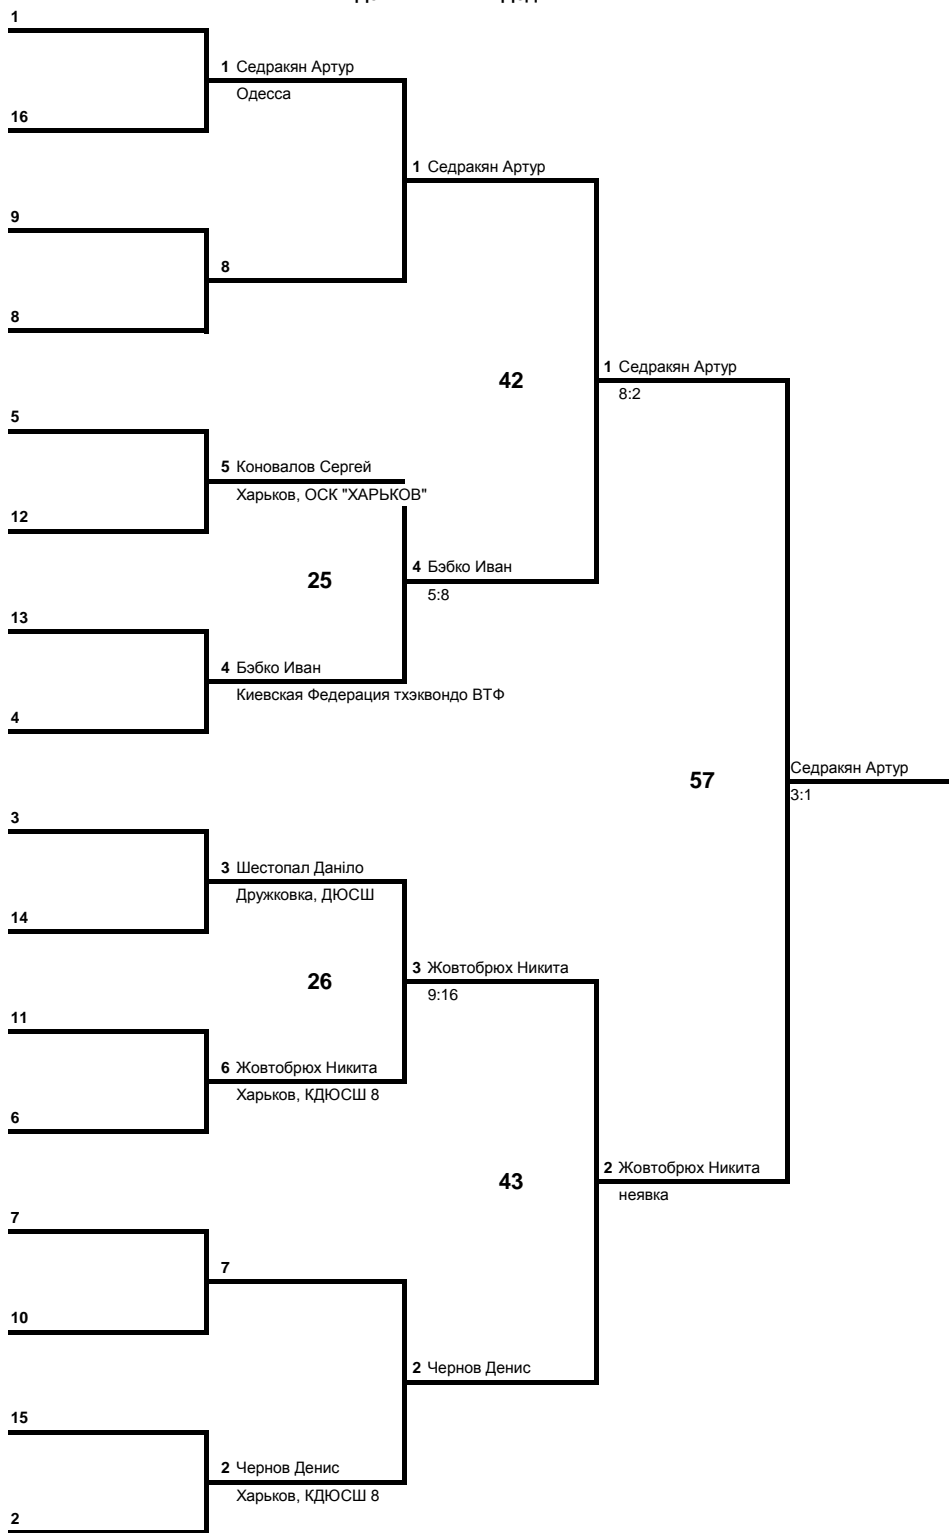 1
1 Седракян Артур
Одесса
16
1 Седракян Артур
9
8
8
1 Седракян Артур
42
8:2
5
5 Коновалов Сергей
Харьков, ОСК "ХАРЬКОВ"
12
4 Бэбко Иван
25
5:8
13
4 Бэбко Иван
Киевская Федерация тхэквондо ВТФ
4
Седракян Артур
57
3:1
3
3 Шестопал Даніло
Дружковка, ДЮСШ
14
3 Жовтобрюх Никита
26
9:16
11
6 Жовтобрюх Никита
Харьков, КДЮСШ 8
6
2 Жовтобрюх Никита
43
неявка
7
7
10
2 Чернов Денис
15
2 Чернов Денис
Харьков, КДЮСШ 8
2